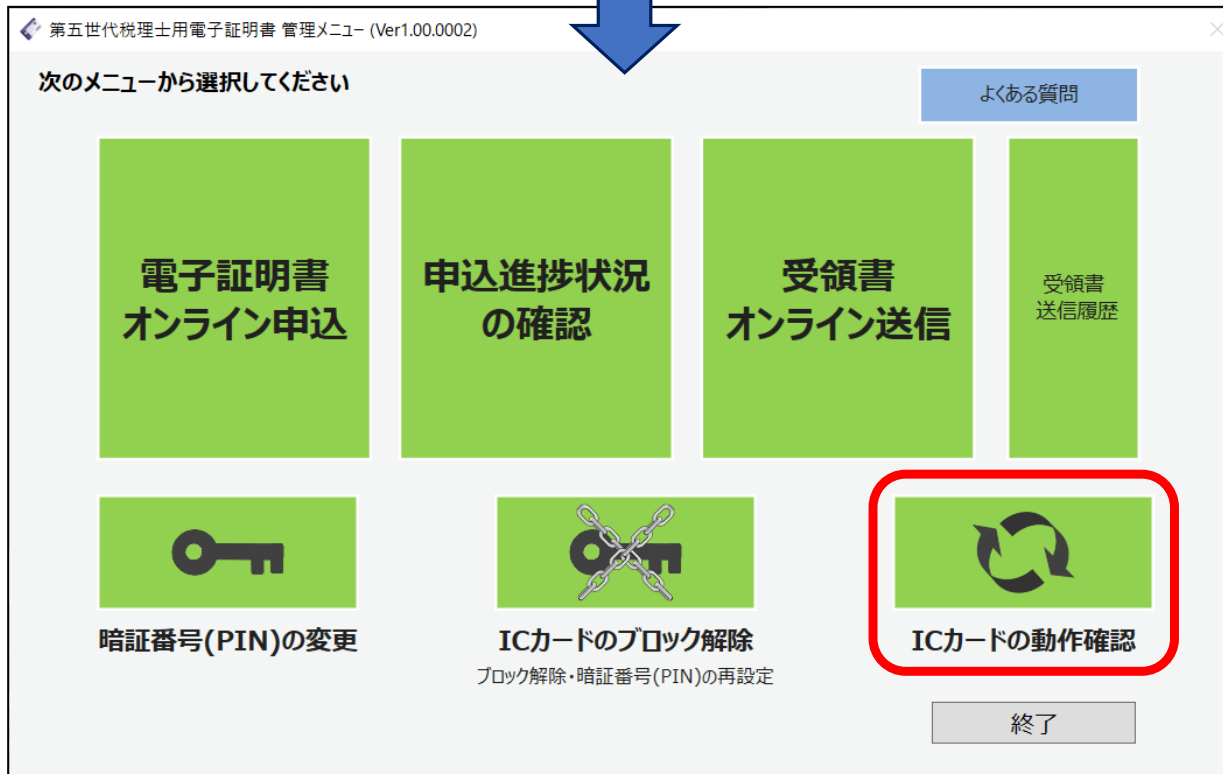 第五世代税理士用電子証明書 管理メニュー (Ver1.00.0002)
次のメニューから選択してください
よくある質問
電子証明書
オンライン申込
申込進捗状況
の確認
受領書
オンライン送信
受領書
送信履歴
暗証番号(PIN)の変更
ICカードのブロック解除
ブロック解除・暗証番号(PIN)の再設定
ICカードの動作確認
終了